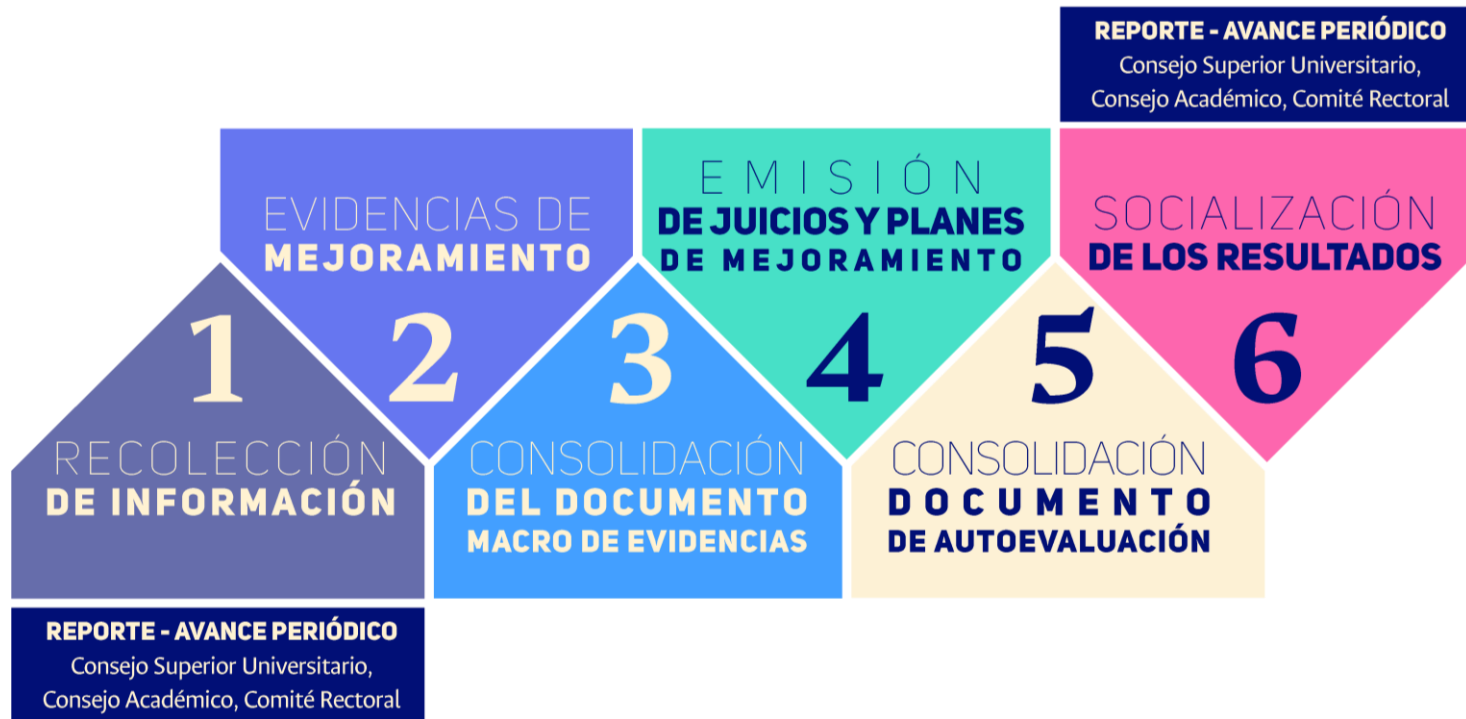 1
RECOLECCIÓN
DE INFORMACIÓN
REPORTE - AVANCE PERIÓDICO
Consejo Superior Universitario,
Consejo Académico, Comité Rectoral
EVIDENCIAS DE
MEJORAMIENTO
2
3
CONSOLIDACIÓN
DEL DOCUMENTO
MACRO DE EVIDENCIAS
EMISIÓN
DE JUICIOS Y PLANES
DE MEJORAMIENTO
4
5
CONSOLIDACIÓN
DOCUMENTO
DE AUTOEVALUACIÓN
REPORTE - AVANCE PERIÓDICO
Consejo Superior Universitario,
Consejo Académico, Comité Rectoral
SOCIALIZACIÓN
DE LOS RESULTADOS
6